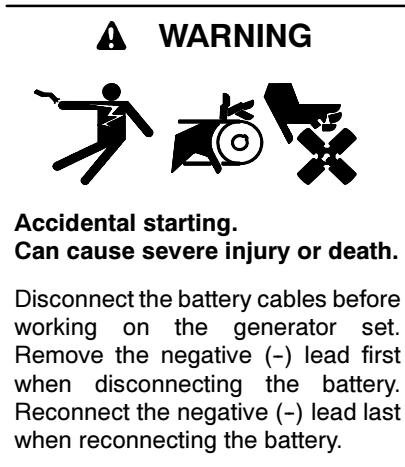 WARNING
Accidental starting.
Can cause severe injury or death.
Disconnect the battery cables before
working on the generator set.
Remove the negative (-) lead first
when disconnecting the battery.
Reconnect the negative (-) lead last
when reconnecting the battery.